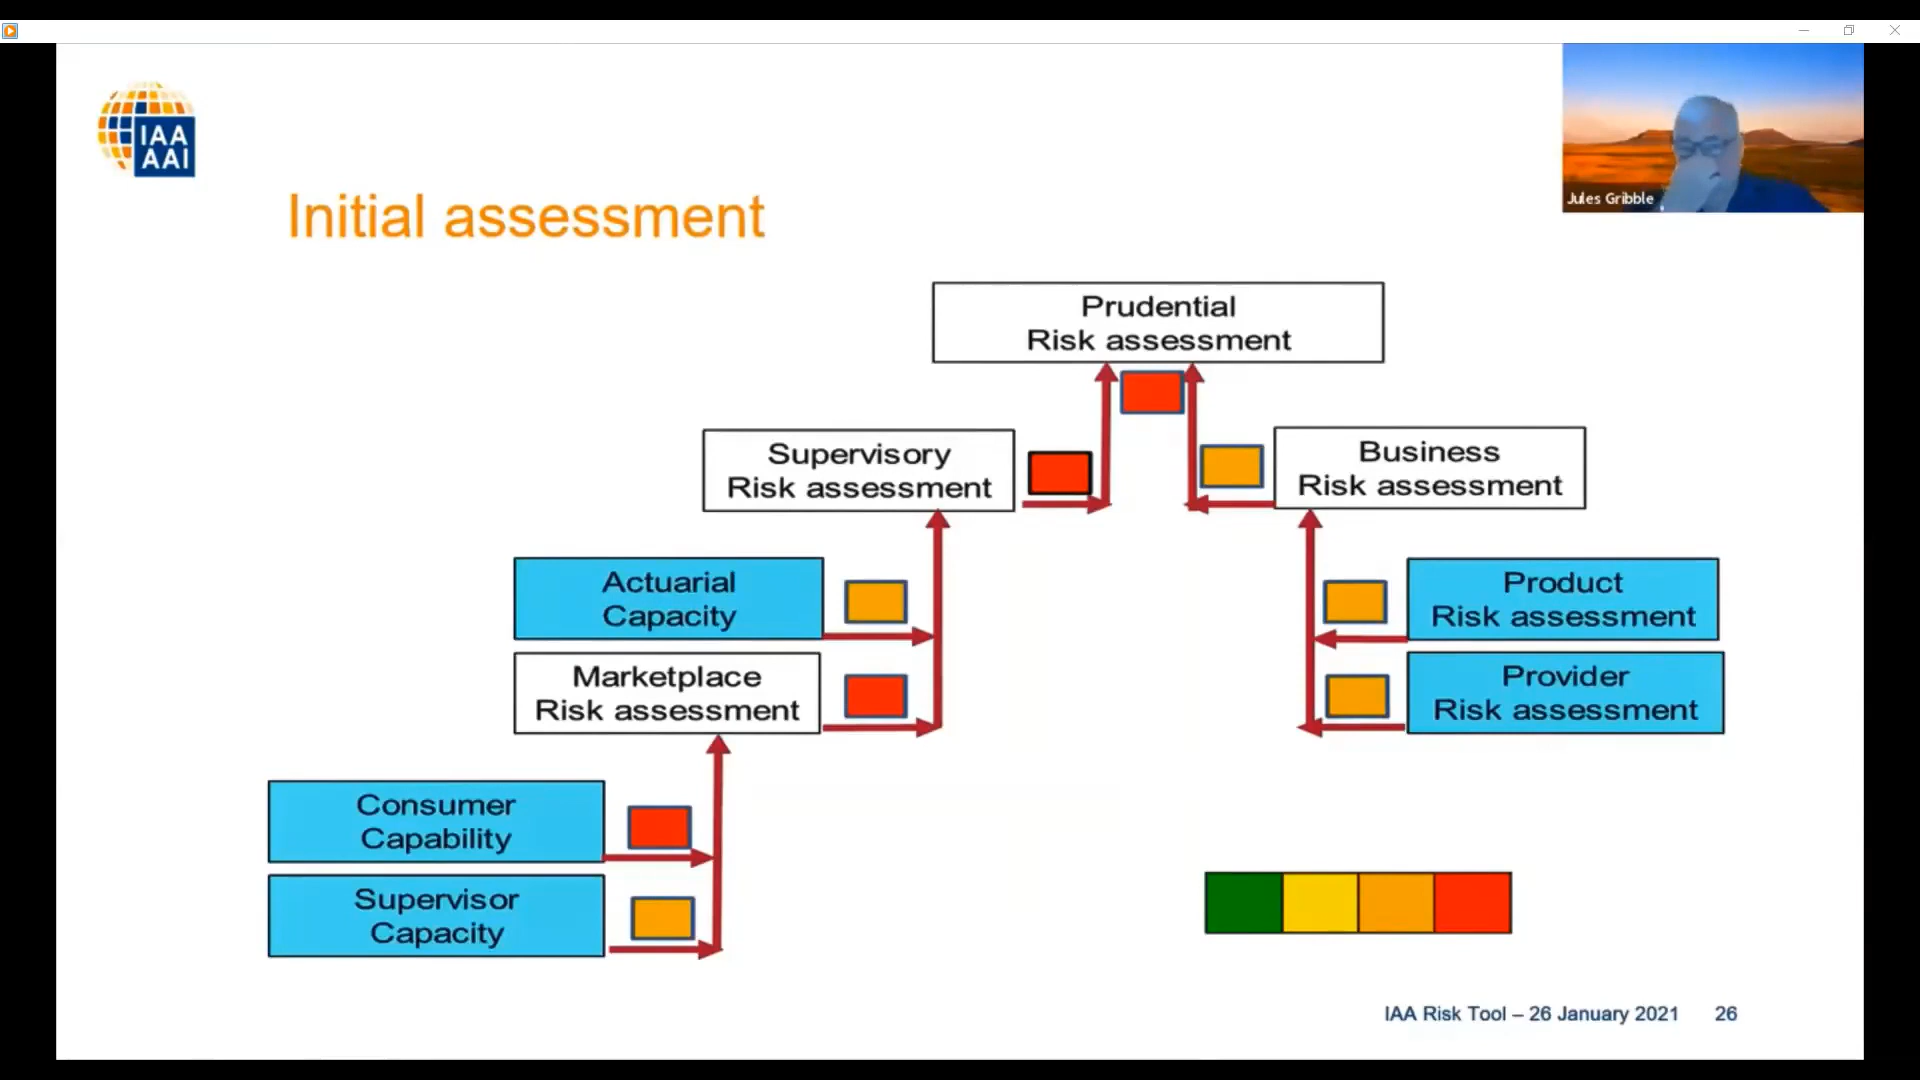 IAA
AAI
Jules Gribble
Initial assessment
Prudential
Risk assessment
Supervisory
Risk assessment
Business
Risk assessment
Actuarial
Capacity
Product
Risk assessment
Marketplace
Risk assessment
Provider
Risk assessment
Consumer
Capability
Supervisor
Capacity
IAA Risk Tool – 26 January 2021 26